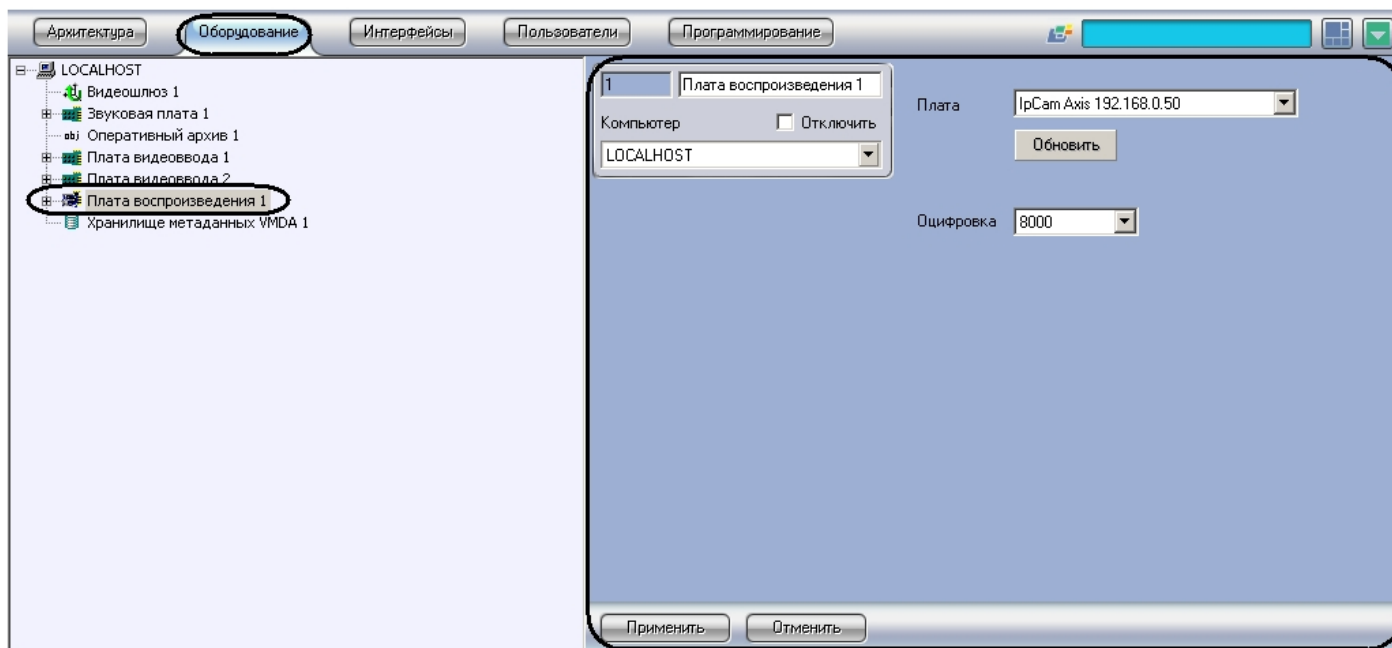 Архитектура Оборудование Интерфейсы Пользователи Программирование
LOCALHOST
Видеошлюз 1
Звуковая плата 1
obj Оперативный архив 1
Плата видеоввода 1
Плата видеоввода 2
Плата воспроизведения 1
Хранилище метаданных VMDA 1
1 Плата воспроизведения 1
Компьютер Отключить
LOCALHOST
Плата IpCam Axis 192.168.0.50
Обновить
Оцифровка 8000
Применить Отменить